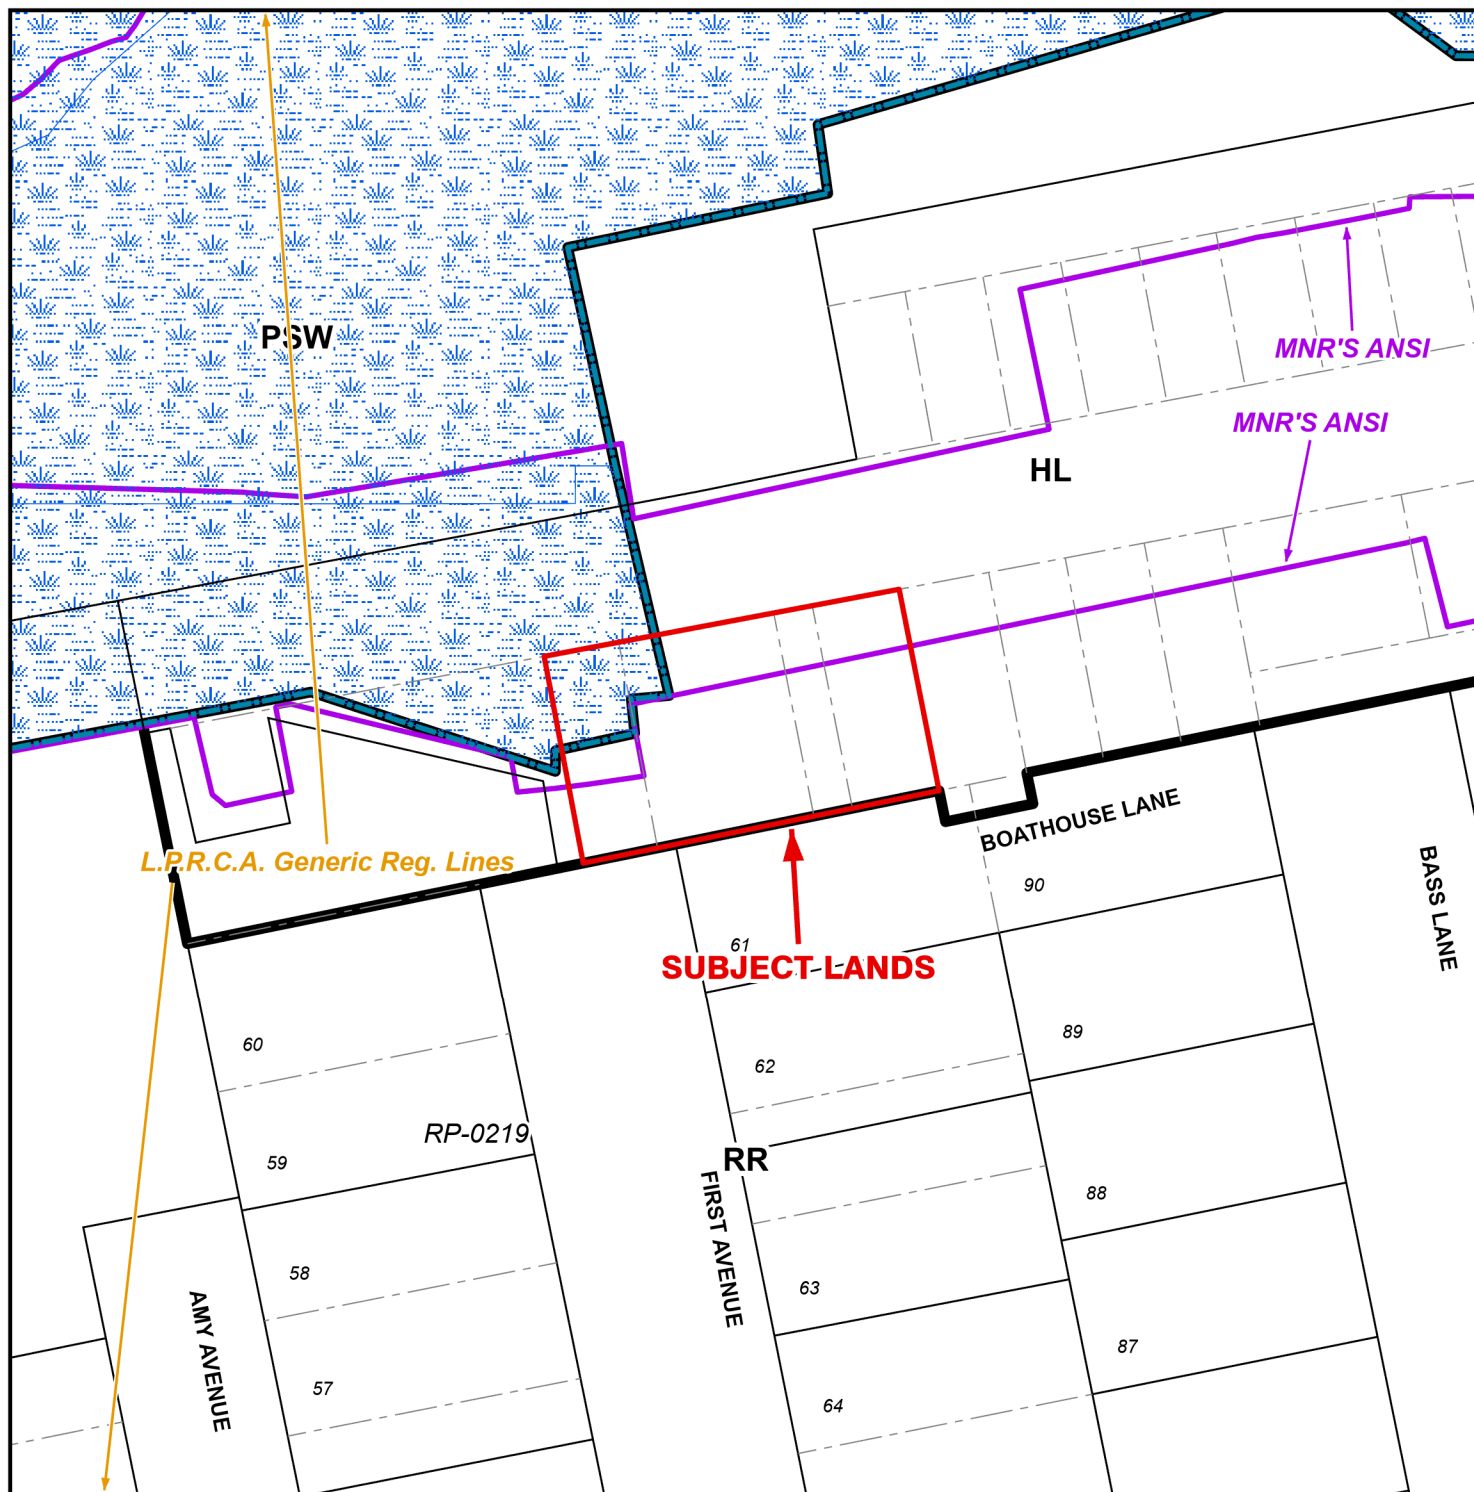 PSW
MNR'S ANSI
MNR'S ANSI
HL
BOATHOUSE LANE
L.P.R.C.A. Generic Reg. Lines
BASS LANE
90
61
SUBJECT LANDS
60
62
89
RP-0219
59
RR
FIRST AVENUE
88
58
63
AMY AVENUE
87
57
64